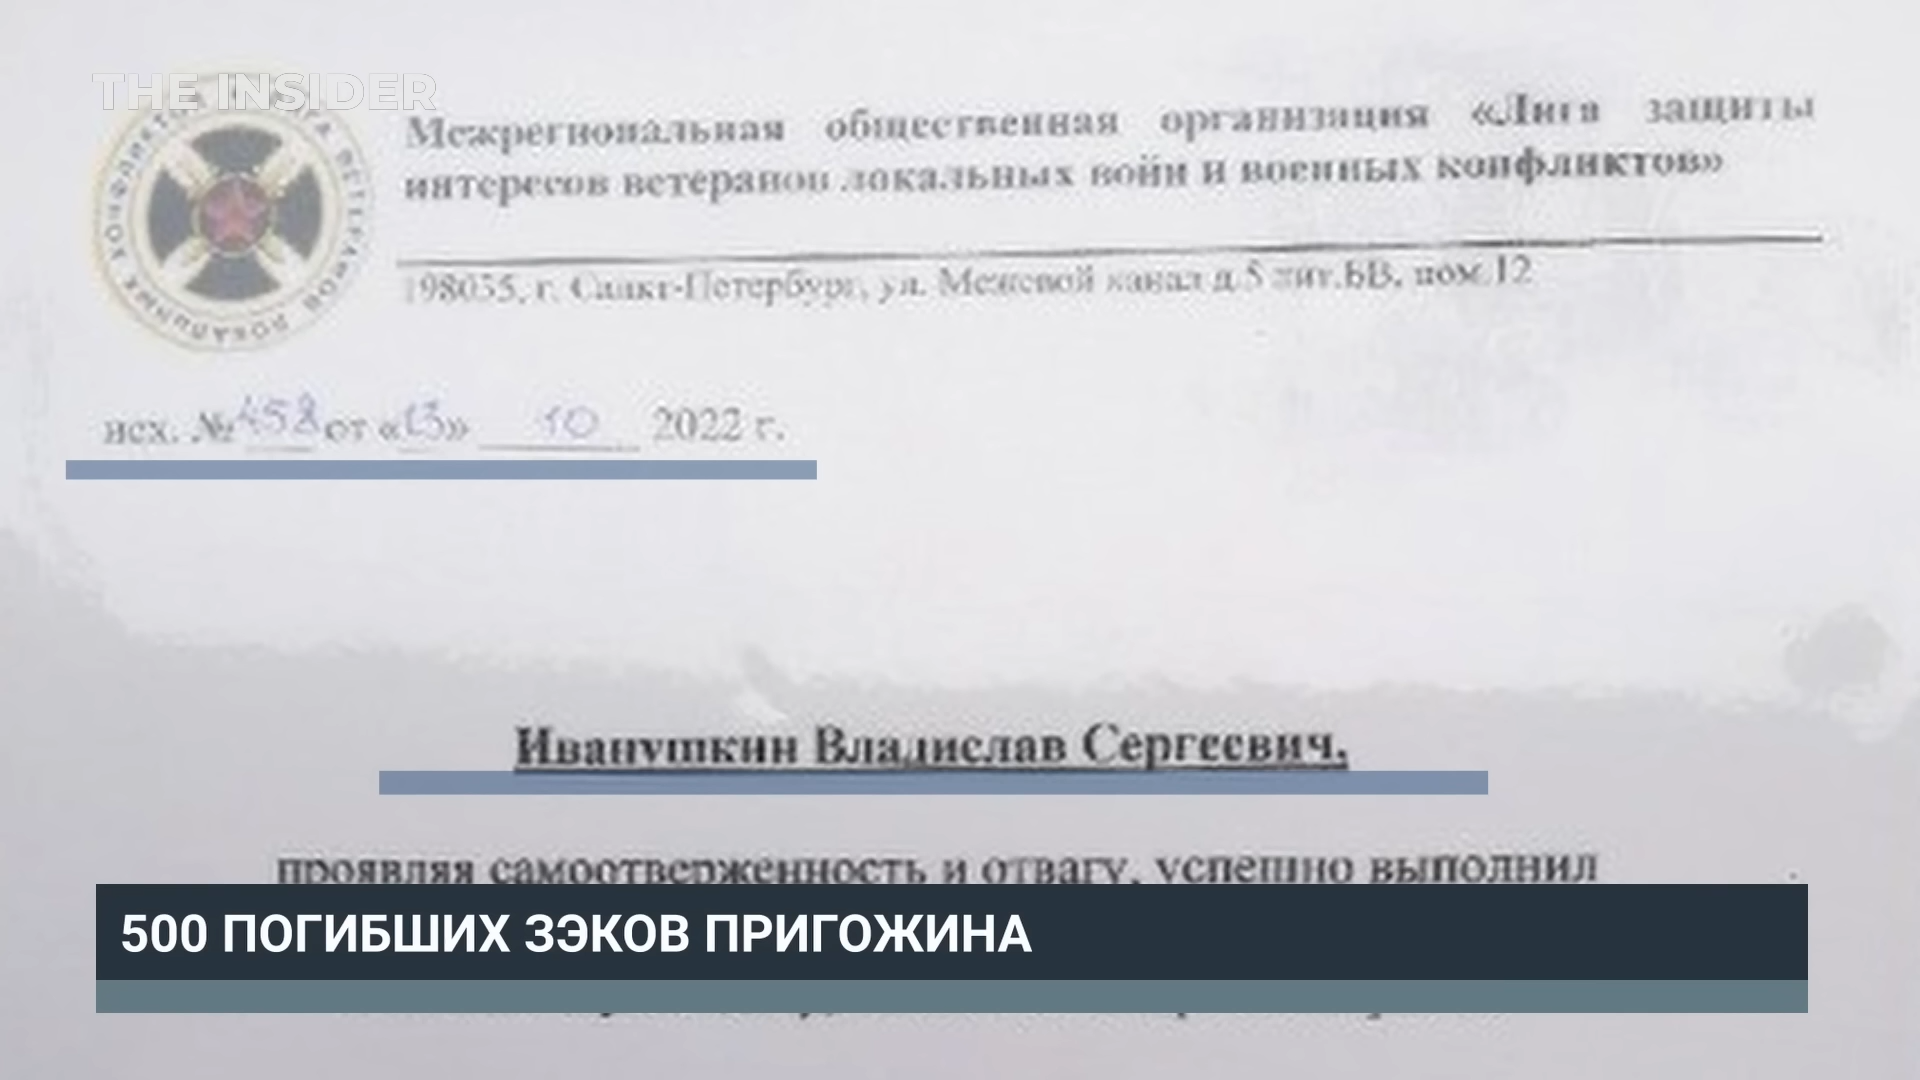 THE INSIDER
Межрегиональная общественная организация «Лига защиты
интересов ветеранов локальных войн и военных конфликтов»
198035, г. Санкт-Петербург, ул. Межевой канал д.5 лит.БВ, пом.12
исх. №458 от «13» 10 2022 г.
Иванушкин Владислав Сергеевич,
проявляя самоотверженность и отвагу, успешно выполнил
500 ПОГИБШИХ ЗЭКОВ ПРИГОЖИНА